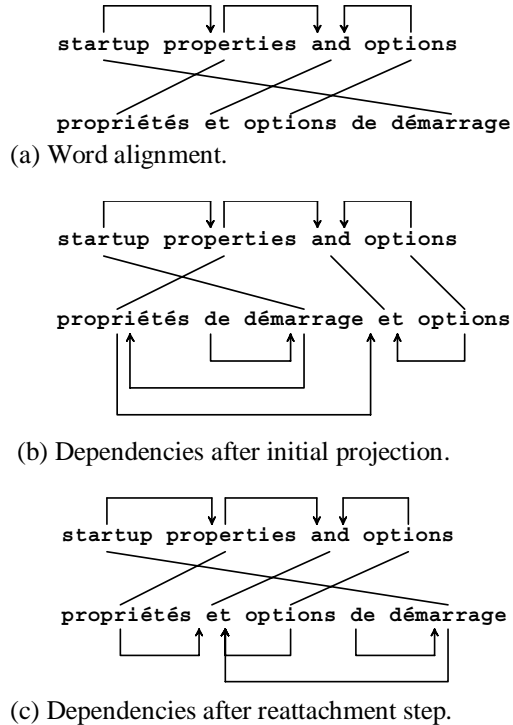 startup properties and options
propriétés et options de démarrage
(a) Word alignment.
startup properties and options
propriétés de démarrage et options
(b) Dependencies after initial projection.
startup properties and options
propriétés et options de démarrage
(c) Dependencies after reattachment step.